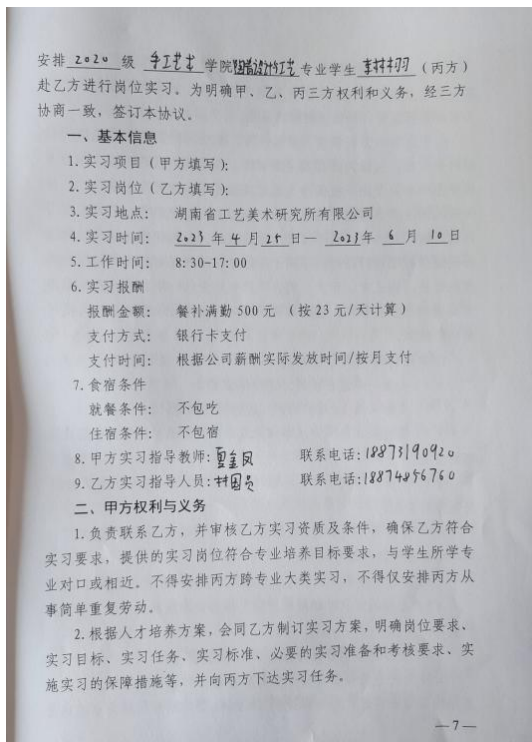 安排 2020 级 手工艺术 学院 陶瓷设计与工艺 专业学生 （丙方）
赴乙方进行岗位实习。为明确甲、乙、丙三方权利和义务，经三方
协商一致，签订本协议。
一、基本信息
1.实习项目（甲方填写）：
2.实习岗位（乙方填写）：
3.实习地点： 湖南省工艺美术研究所有限公司
4.实习时间： 2023 年 4 月 25 日— 2023 年 6 月 10 日
5.工作时间： 8:30-17:00
6.实习报酬
报酬金额： 餐补满勤 500 元 （按 23 元/天计算）
支付方式： 银行卡支付
支付时间： 根据公司薪酬实际发放时间/按月支付
7.食宿条件
就餐条件： 不包吃
住宿条件： 不包宿
8.甲方实习指导教师：夏金凤 联系电话：18873190920
9.乙方实习指导人员： 联系电话：18874856760
二、甲方权利与义务
1.负责联系乙方，并审核乙方实习资质及条件，确保乙方符合
实习要求，提供的实习岗位符合专业培养目标要求，与学生所学专
业对口或相近。不得安排丙方跨专业大类实习，不得仅安排丙方从
事简单重复劳动。
2.根据人才培养方案，会同乙方制订实习方案，明确岗位要求、
实习目标、实习任务、实习标准、必要的实习准备和考核要求、实
施实习的保障措施等，并向丙方下达实习任务。
—7—